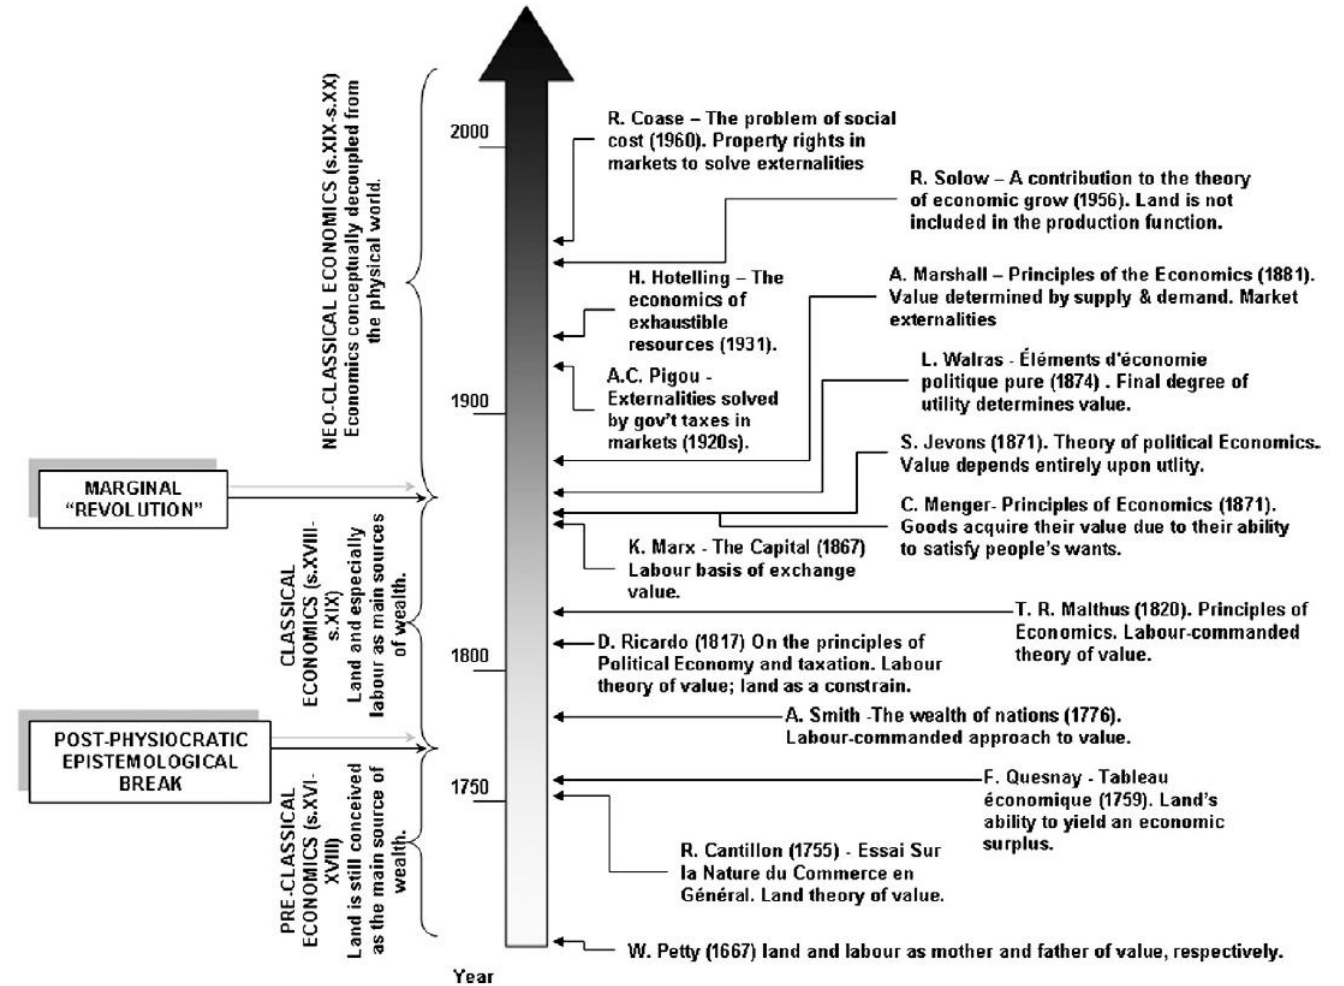 NEO-CLASSICAL ECONOMICS (s.XIX-s.XX)
Economics conceptually decoupled from
the physical world.
2000
R. Coase – The problem of social
cost (1960). Property rights in
markets to solve externalities
R. Solow – A contribution to the theory
of economic grow (1956). Land is not
included in the production function.
H. Hotelling – The
economics of
exhaustible
resources (1931).
A. Marshall – Principles of the Economics (1881).
Value determined by supply & demand. Market
externalities
A.C. Pigou -
Externalities solved
by gov't taxes in
markets (1920s).
L. Walras - Éléments d'économie
politique pure (1874) . Final degree of
utility determines value.
1900
S. Jevons (1871). Theory of political Economics.
Value depends entirely upon utlity.
MARGINAL
“REVOLUTION”
C. Menger- Principles of Economics (1871).
Goods acquire their value due to their ability
to satisfy people's wants.
K. Marx - The Capital (1867)
Labour basis of exchange
value.
CLASSICAL
ECONOMICS (s.XVIII-
s.XIX)
Land and especially
labour as main sources
of wealth.
T. R. Malthus (1820). Principles of
Economics. Labour-commanded
theory of value.
D. Ricardo (1817) On the principles of
Political Economy and taxation. Labour
theory of value; land as a constrain.
1800
A. Smith -The wealth of nations (1776).
Labour-commanded approach to value.
POST-PHYSIOCRATIC
EPISTEMOLOGICAL
BREAK
1750
F. Quesnay - Tableau
économique (1759). Land's
ability to yield an economic
surplus.
PRE-CLASSICAL
ECONOMICS (s.XVI-
XVIII)
Land is still conceived
as the main source of
wealth.
R. Cantillon (1755) - Essai Sur
la Nature du Commerce en
Général. Land theory of value.
W. Petty (1667) land and labour as mother and father of value, respectively.
Year